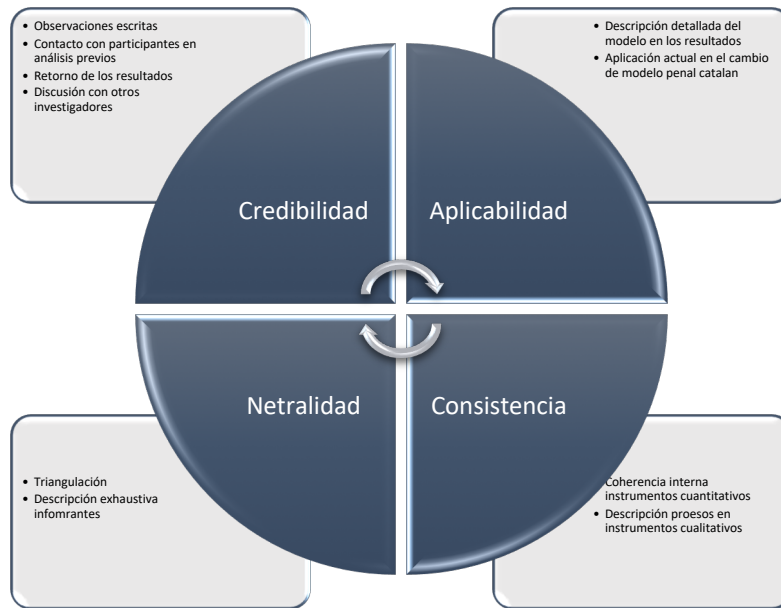 • Observaciones escritas
• Contacto con participantes en
análisis previos
• Retorno de los resultados
• Discusión con otros
investigadores
• Descripción detallada del
modelo en los resultados
• Aplicación actual en el cambio
de modelo penal catalan
Credibilidad
Aplicabilidad
Netralidad
Consistencia
• Triangulación
• Descripción exhaustiva
infomrantes
• Coherencia interna
instrumentos cuantitativos
• Descripción proesos en
instrumentos cualitativos